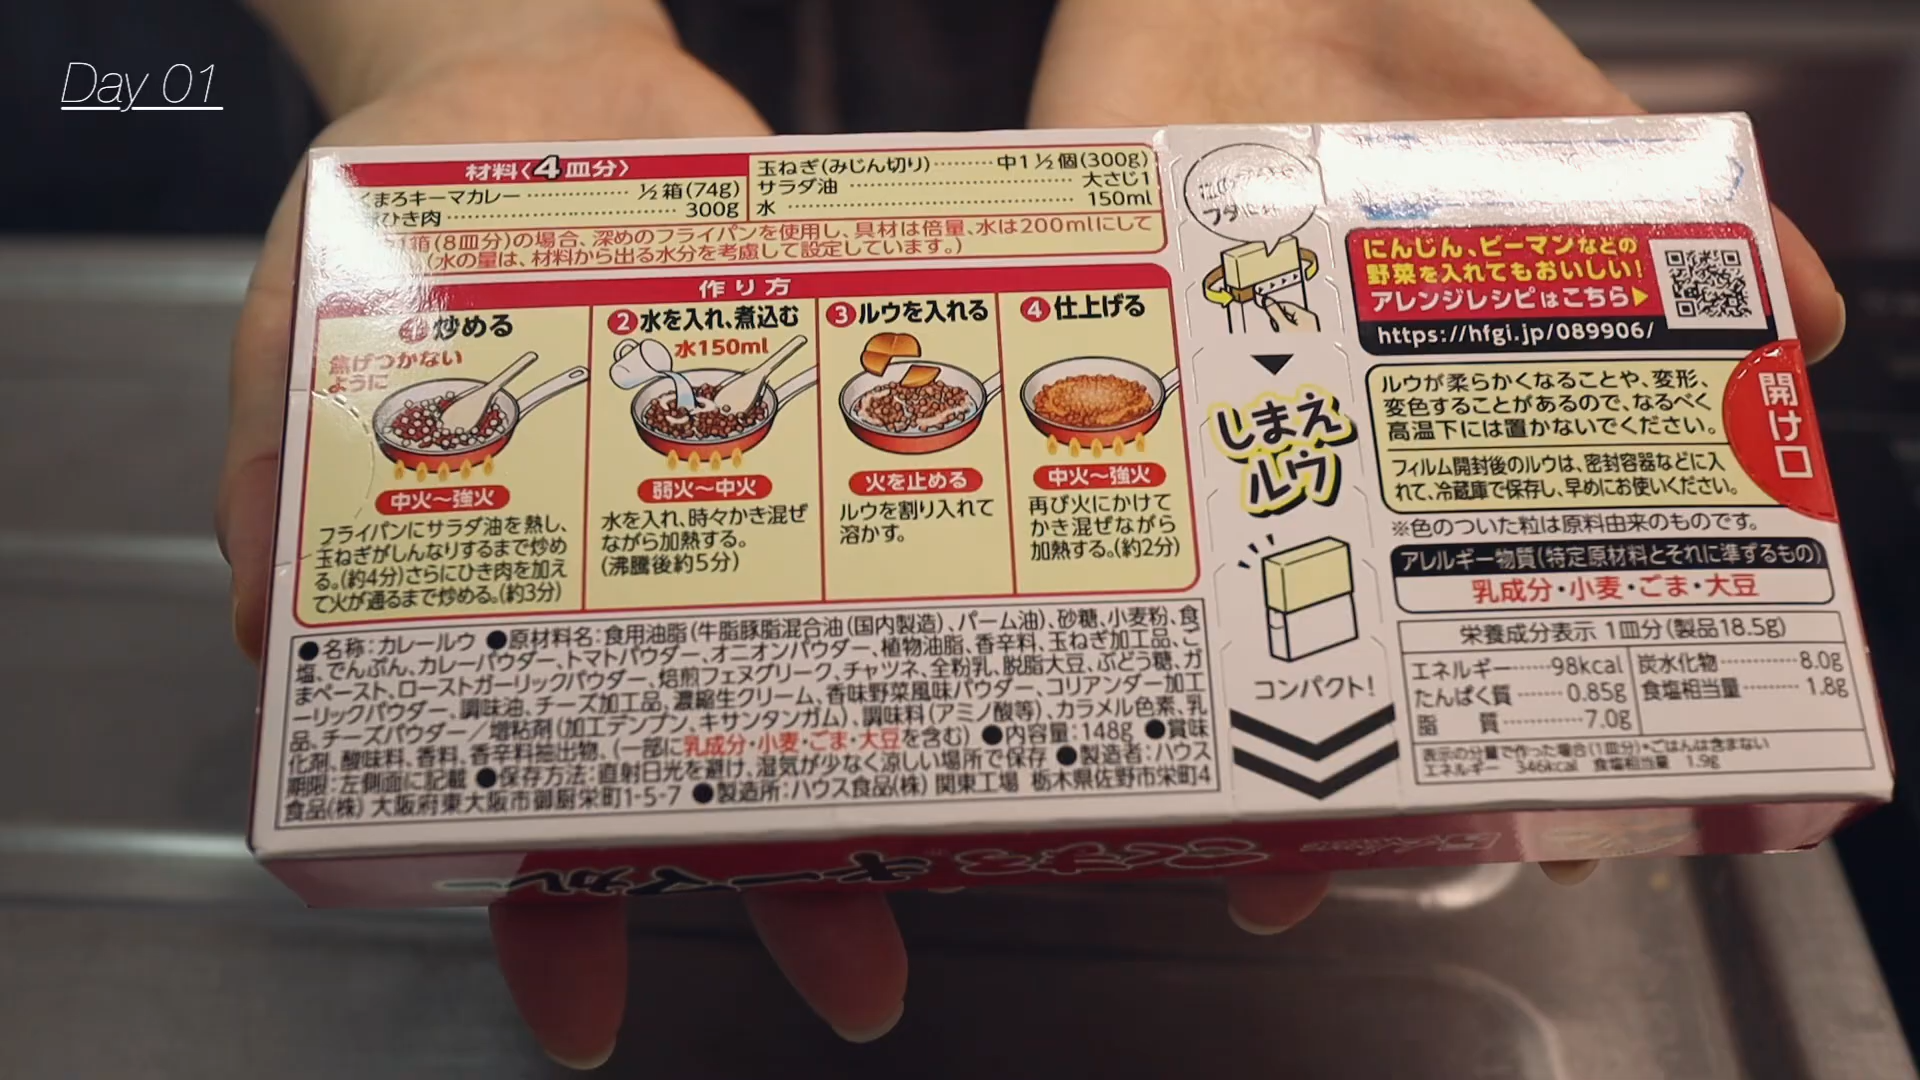 Day 01
材料〈4皿分〉
くまろキーマカレー………… ½箱(74g)
ひき肉………………… 300g
玉ねぎ(みじん切り)………中1½個(300g)
サラダ油 ………………… 大さじ1
水 ………………… 150ml
1箱(8皿分)の場合、深めのフライパンを使用し、具材は倍量、水は200mlにして
(水の量は、材料から出る水分を考慮して設定しています。)
作り方
炒める
焦げつかない
ように
中火〜強火
フライパンにサラダ油を熱し、
玉ねぎがしんなりするまで炒め
る。(約4分)さらにひき肉を加え
て火が通るまで炒める。(約3分)
2 水を入れ、煮込む
水150ml
弱火〜中火
水を入れ、時々かき混ぜ
ながら加熱する。
(沸騰後約5分)
3 ルウを入れる
火を止める
ルウを割り入れて
溶かす。
4 仕上げる
中火〜強火
再び火にかけて
かき混ぜながら
加熱する。(約2分)
●名称:カレールウ ●原材料名:食用油脂(牛脂豚脂混合油(国内製造)、パーム油)、砂糖、小麦粉、食
塩、でんぷん、カレーパウダー、トマトパウダー、オニオンパウダー、植物油脂、香辛料、玉ねぎ加工品、ご
まペースト、ローストガーリックパウダー、焙煎フェヌグリーク、チャツネ、全粉乳、脱脂大豆、ぶどう糖、ガ
ーリックパウダー、調味油、チーズ加工品、濃縮生クリーム、香味野菜風味パウダー、コリアンダー加工
品、チーズパウダー/増粘剤(加工デンプン、キサンタンガム)、調味料(アミノ酸等)、カラメル色素、乳
化剤、酸味料、香料、香辛料抽出物、(一部に乳成分・小麦・ごま・大豆を含む) ●内容量:148g ●賞味
期限:左側面に記載 ●保存方法:直射日光を避け、湿気が少なく涼しい場所で保存 ●製造者:ハウス
食品(株) 大阪府東大阪市御厨栄町1-5-7 ●製造所:ハウス食品(株) 関東工場 栃木県佐野市栄町4
しまえ
ルウ
コンパクト!
にんじん、ピーマンなどの
野菜を入れてもおいしい!
アレンジレシピはこちら▶
https://hfgi.jp/089906/
ルウが柔らかくなることや、変形、
変色することがあるので、なるべく
高温下には置かないでください。
フィルム開封後のルウは、密封容器などに入
れて、冷蔵庫で保存し、早めにお使いください。
開け口
※色のついた粒は原料由来のものです。
アレルギー物質(特定原材料とそれに準ずるもの)
乳成分・小麦・ごま・大豆
栄養成分表示 1皿分(製品18.5g)
エネルギー……98kcal
たんぱく質……0.85g
脂 質………7.0g
炭水化物………8.0g
食塩相当量………1.8g
表示の分量で作った場合(1皿分)・ごはんは含まない
エネルギー 346kcal 食塩相当量 1.9g
こくまろ キーマカレー